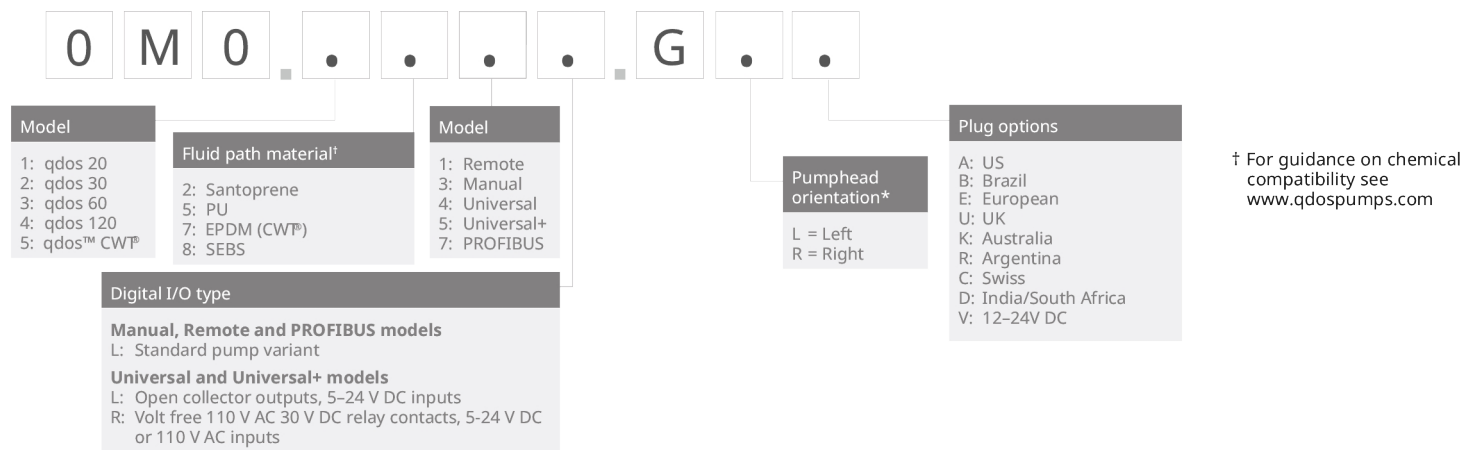 0 M 0 . • • • • . G • •
Model
1: qdos 20
2: qdos 30
3: qdos 60
4: qdos 120
5: qdos™ CWT®
Fluid path material†
2: Santoprene
5: PU
7: EPDM (CWT®)
8: SEBS
Model
1: Remote
3: Manual
4: Universal
5: Universal+
7: PROFIBUS
Digital I/O type
Manual, Remote and PROFIBUS models
L: Standard pump variant
Universal and Universal+ models
L: Open collector outputs, 5–24 V DC inputs
R: Volt free 110 V AC 30 V DC relay contacts, 5-24 V DC
or 110 V AC inputs
Pumphead
orientation*
L = Left
R = Right
Plug options
A: US
B: Brazil
E: European
U: UK
K: Australia
R: Argentina
C: Swiss
D: India/South Africa
V: 12–24V DC
† For guidance on chemical
compatibility see
www.qdospumps.com